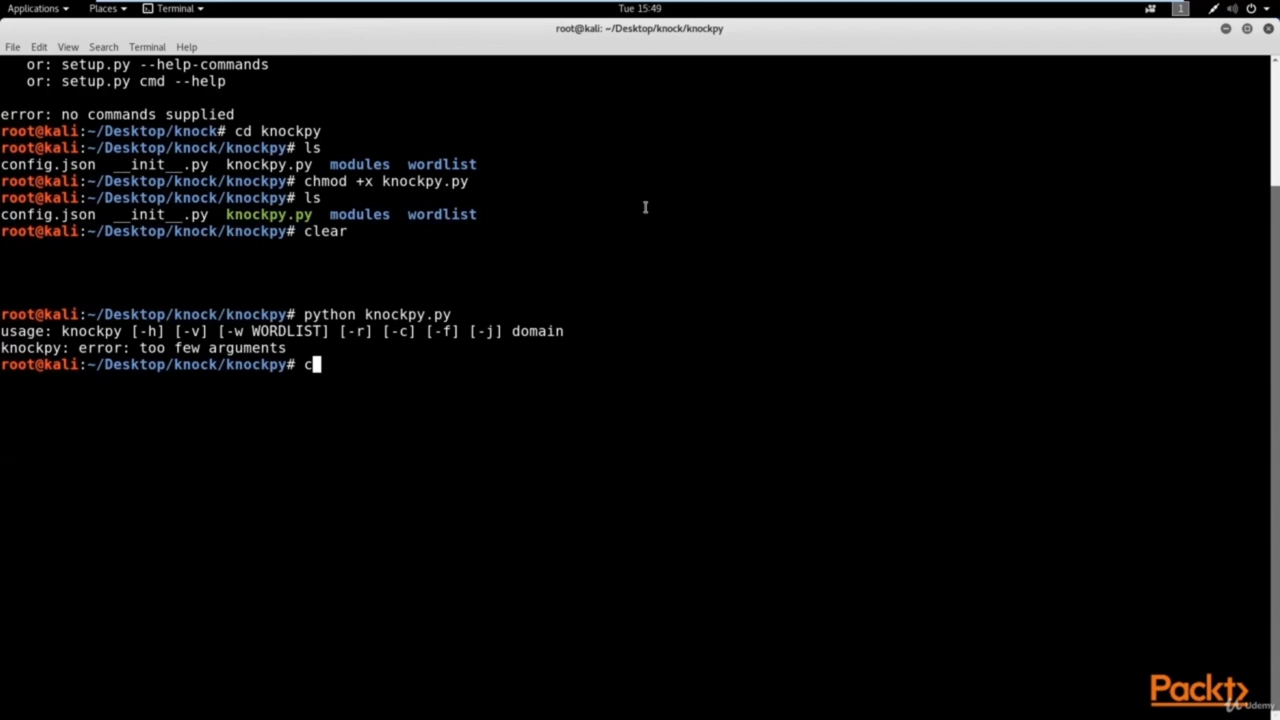 Applications Places Terminal Tue 15:49 1
root@kali: ~/Desktop/knock/knockpy
File Edit View Search Terminal Help
or: setup.py --help-commands
or: setup.py cmd --help
error: no commands supplied
root@kali:~/Desktop/knock# cd knockpy
root@kali:~/Desktop/knock/knockpy# ls
config.json __init__.py knockpy.py modules wordlist
root@kali:~/Desktop/knock/knockpy# chmod +x knockpy.py
root@kali:~/Desktop/knock/knockpy# ls
config.json __init__.py knockpy.py modules wordlist
root@kali:~/Desktop/knock/knockpy# clear
root@kali:~/Desktop/knock/knockpy# python knockpy.py
usage: knockpy [-h] [-v] [-w WORDLIST] [-r] [-c] [-f] [-j] domain
knockpy: error: too few arguments
root@kali:~/Desktop/knock/knockpy# c
Packt>
Udemy